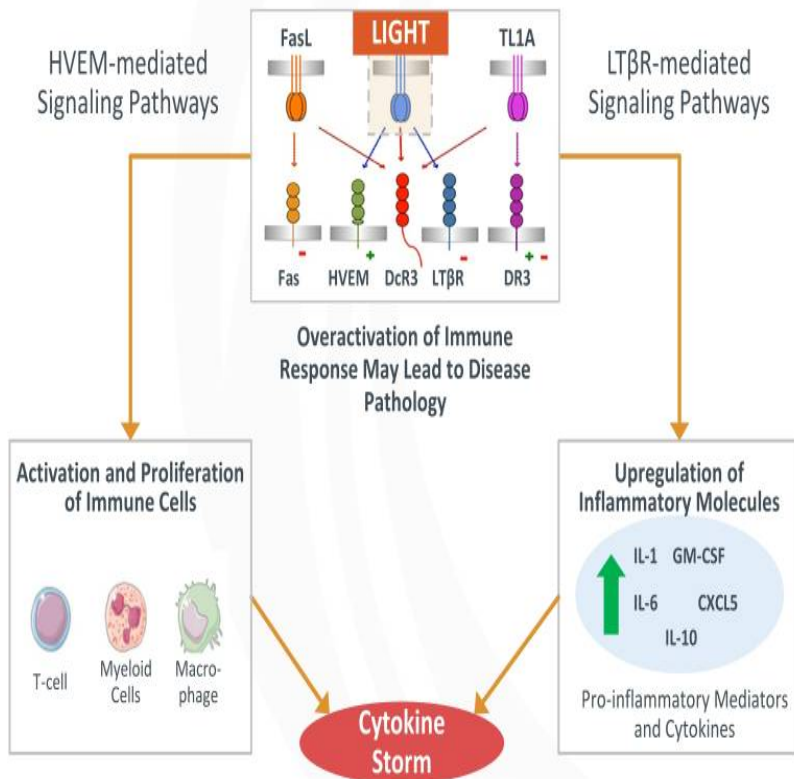 HVEM-mediated
Signaling Pathways
FasL
LIGHT
TL1A
LTβR-mediated
Signaling Pathways
- + - + -
Fas HVEM DcR3 LTβR DR3
Overactivation of Immune
Response May Lead to Disease
Pathology
Activation and Proliferation
of Immune Cells
T-cell
Myeloid
Cells
Macro-
phage
Upregulation of
Inflammatory Molecules
IL-1 GM-CSF
IL-6 CXCL5
IL-10
Pro-inflammatory Mediators
and Cytokines
Cytokine
Storm